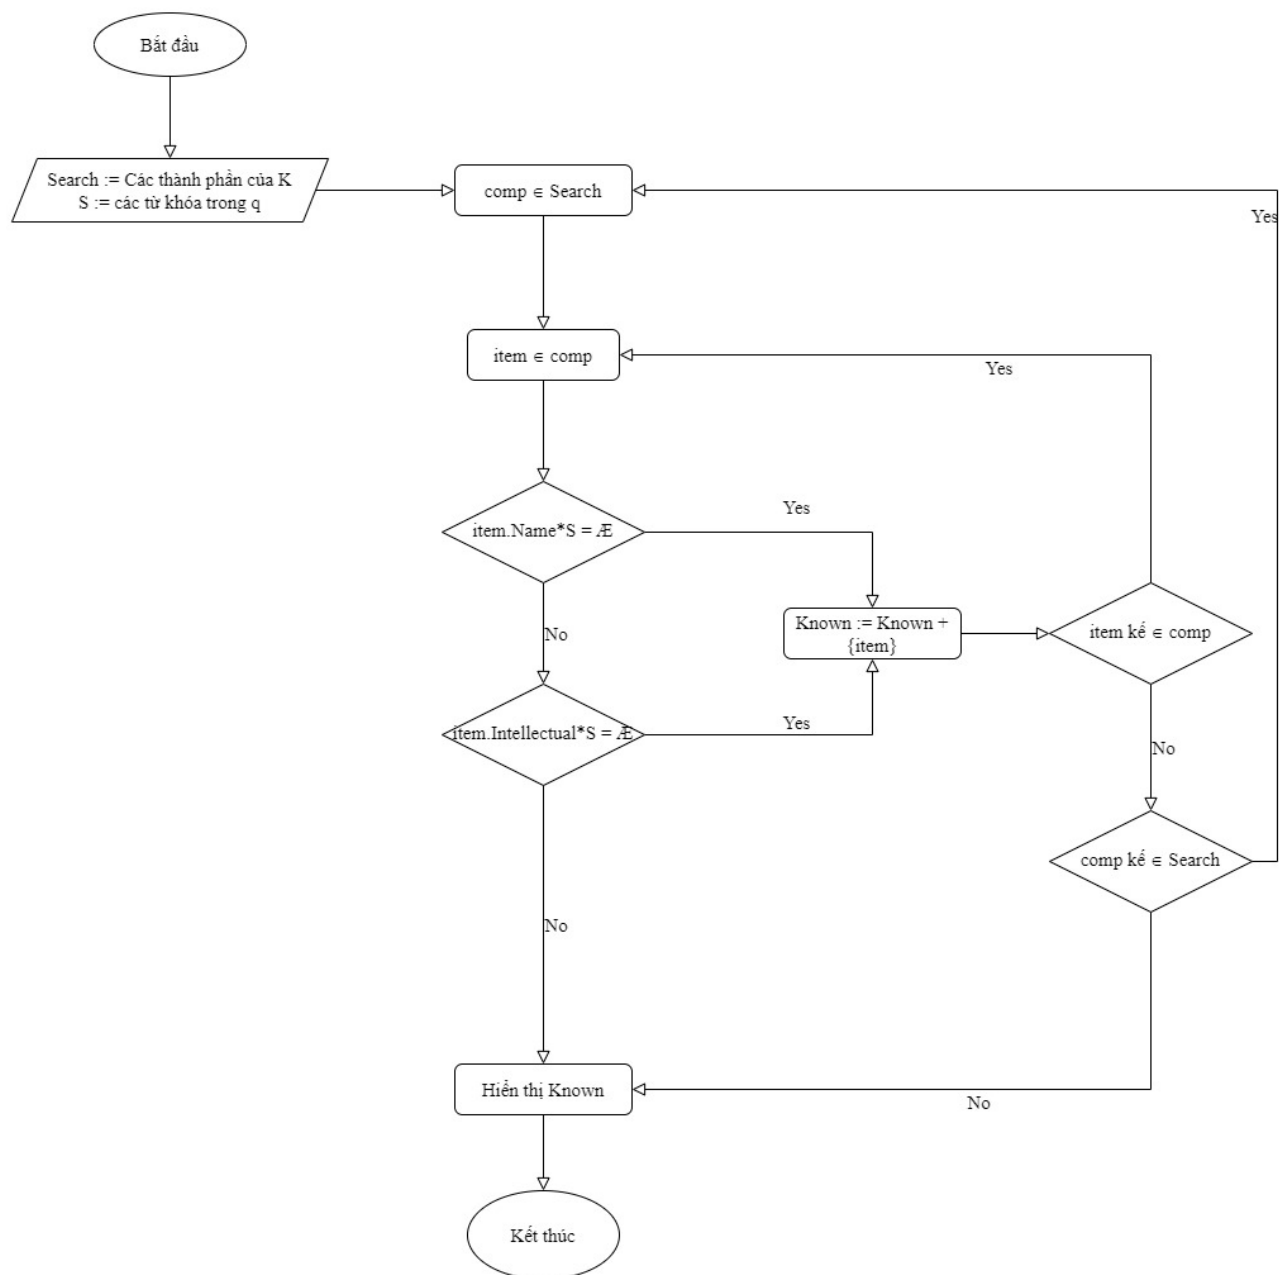 Bắt đầu
Search := Các thành phần của K
S := các từ khóa trong q
comp ∈ Search
Yes
item ∈ comp
Yes
item.Name*S = Æ
Yes
No
Known := Known +
{item}
item kế ∈ comp
item.Intellectual*S = Æ
Yes
No
comp kế ∈ Search
No
Hiển thị Known
No
Kết thúc